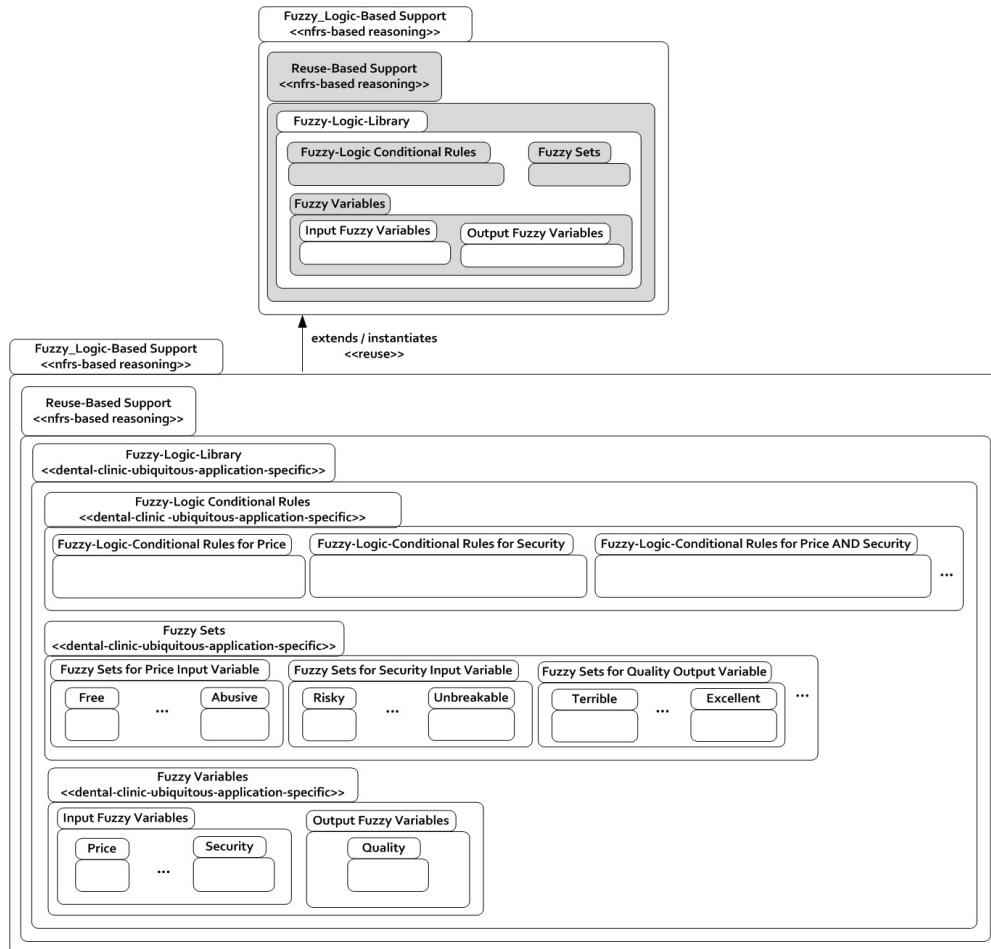 Fuzzy_Logic-Based Support
<<nfrs-based reasoning>>
Reuse-Based Support
<<nfrs-based reasoning>>
Fuzzy-Logic-Library
Fuzzy-Logic Conditional Rules
Fuzzy Sets
Fuzzy Variables
Input Fuzzy Variables
Output Fuzzy Variables
extends / instantiates
<<reuse>>
Fuzzy_Logic-Based Support
<<nfrs-based reasoning>>
Reuse-Based Support
<<nfrs-based reasoning>>
Fuzzy-Logic-Library
<<dental-clinic-ubiquitous-application-specific>>
Fuzzy-Logic Conditional Rules
<<dental-clinic -ubiquitous-application-specific>>
Fuzzy-Logic-Conditional Rules for Price
Fuzzy-Logic-Conditional Rules for Security
Fuzzy-Logic-Conditional Rules for Price AND Security
...
Fuzzy Sets
<<dental-clinic-ubiquitous-application-specific>>
Fuzzy Sets for Price Input Variable
Free
...
Abusive
Fuzzy Sets for Security Input Variable
Risky
...
Unbreakable
Fuzzy Sets for Quality Output Variable
Terrible
...
Excellent
...
Fuzzy Variables
<<dental-clinic-ubiquitous-application-specific>>
Input Fuzzy Variables
Price
...
Security
Output Fuzzy Variables
Quality